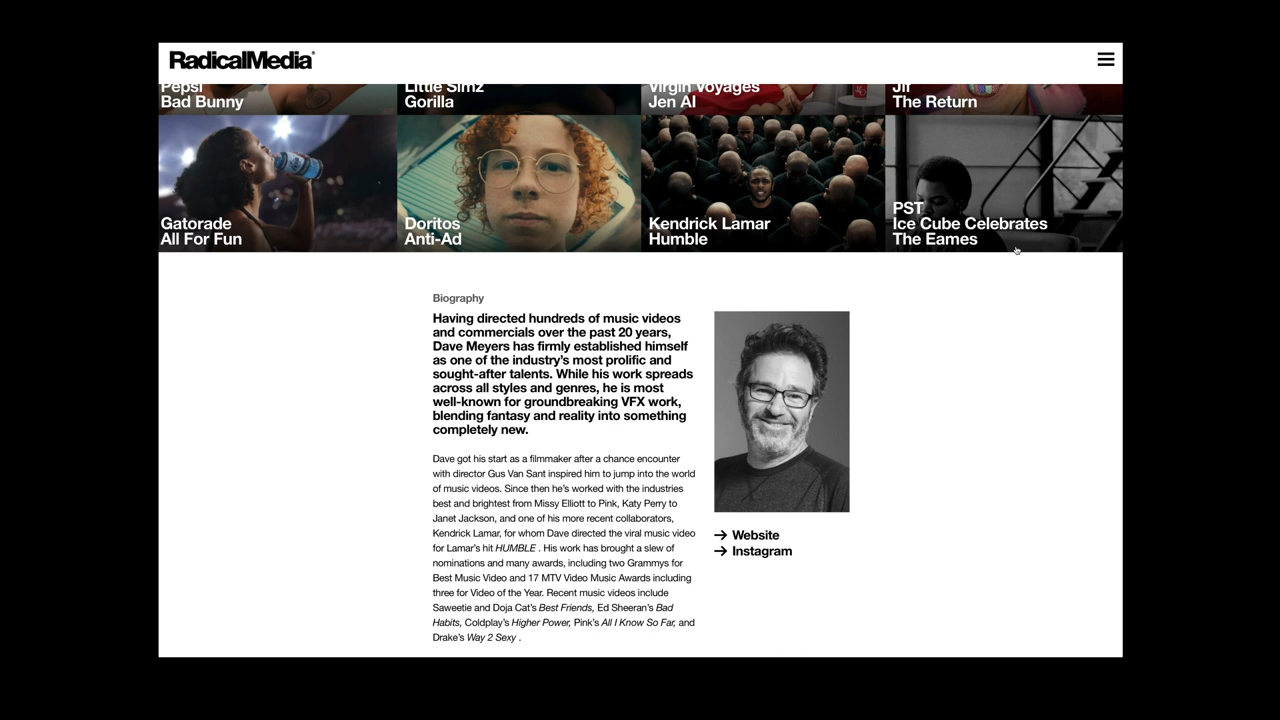 RadicalMedia®
Pepsi
Bad Bunny
Little Simz
Gorilla
Virgin Voyages
Jen AI
Jif
The Return
Gatorade
All For Fun
Doritos
Anti-Ad
Kendrick Lamar
Humble
PST
Ice Cube Celebrates
The Eames
Biography
Having directed hundreds of music videos
and commercials over the past 20 years,
Dave Meyers has firmly established himself
as one of the industry’s most prolific and
sought-after talents. While his work spreads
across all styles and genres, he is most
well-known for groundbreaking VFX work,
blending fantasy and reality into something
completely new.
Dave got his start as a filmmaker after a chance encounter
with director Gus Van Sant inspired him to jump into the world
of music videos. Since then he’s worked with the industries
best and brightest from Missy Elliott to Pink, Katy Perry to
Janet Jackson, and one of his more recent collaborators,
Kendrick Lamar, for whom Dave directed the viral music video
for Lamar’s hit HUMBLE . His work has brought a slew of
nominations and many awards, including two Grammys for
Best Music Video and 17 MTV Video Music Awards including
three for Video of the Year. Recent music videos include
Saweetie and Doja Cat’s Best Friends, Ed Sheeran’s Bad
Habits, Coldplay’s Higher Power, Pink’s All I Know So Far, and
Drake’s Way 2 Sexy .
→ Website
→ Instagram